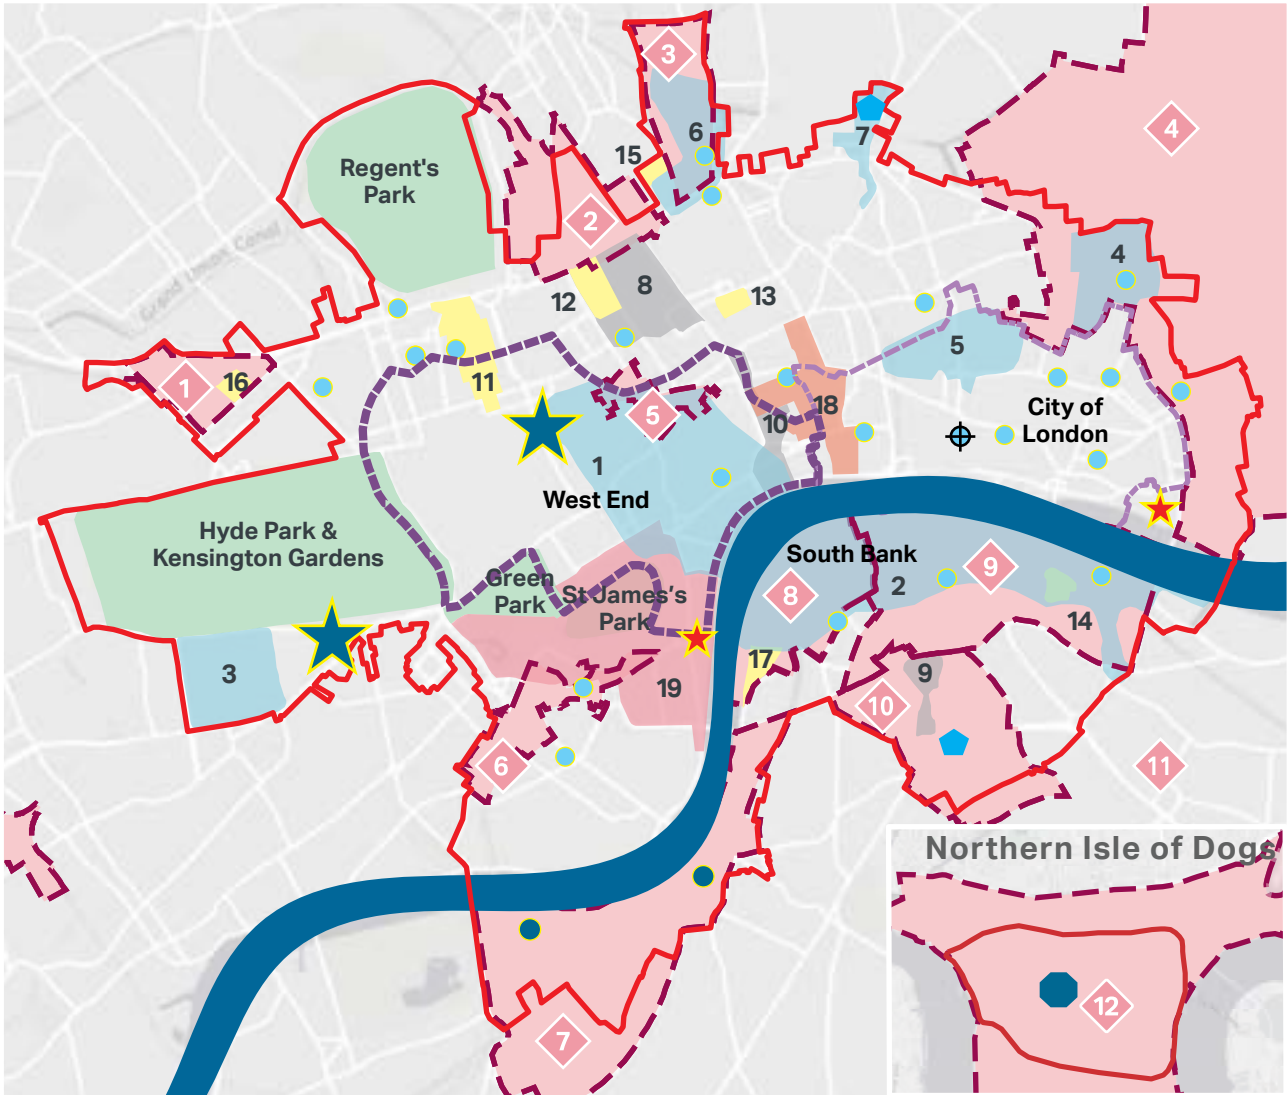 3
4
6
7
15
Regent's
Park
2
4
Grand Union Canal
8
12
13
5
1
16
11
5
18
10
City of
London
1
West End
Hyde Park &
Kensington Gardens
South Bank
9
Green
Park
St James's
Park
8
2
14
3
17
9
19
10
6
11
Northern Isle of Dogs
12
7